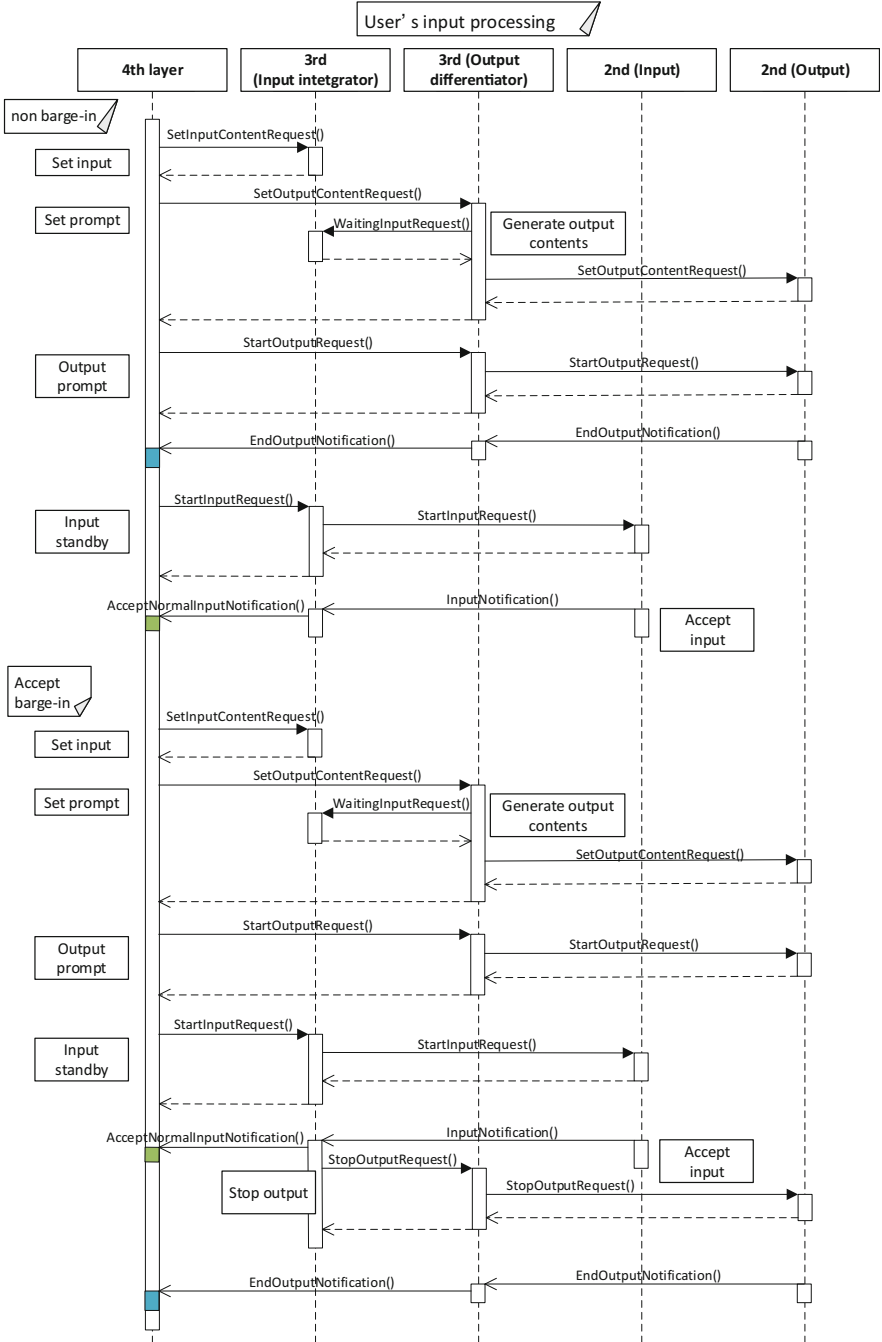 User's input processing
4th layer
3rd
(Input intetgrator)
3rd (Output
differentiator)
2nd (Input)
2nd (Output)
non barge-in
SetInputContentRequest()
Set input
SetOutputContentRequest()
Set prompt
WaitingInputRequest()
Generate output
contents
SetOutputContentRequest()
StartOutputRequest()
Output
prompt
StartOutputRequest()
EndOutputNotification()
EndOutputNotification()
StartInputRequest()
Input
standby
StartInputRequest()
AcceptNormalInputNotification()
InputNotification()
Accept
input
Accept
barge-in
SetInputContentRequest()
Set input
SetOutputContentRequest()
Set prompt
WaitingInputRequest()
Generate output
contents
SetOutputContentRequest()
StartOutputRequest()
Output
prompt
StartOutputRequest()
StartInputRequest()
Input
standby
StartInputRequest()
AcceptNormalInputNotification()
InputNotification()
Accept
input
StopOutputRequest()
Stop output
StopOutputRequest()
EndOutputNotification()
EndOutputNotification()